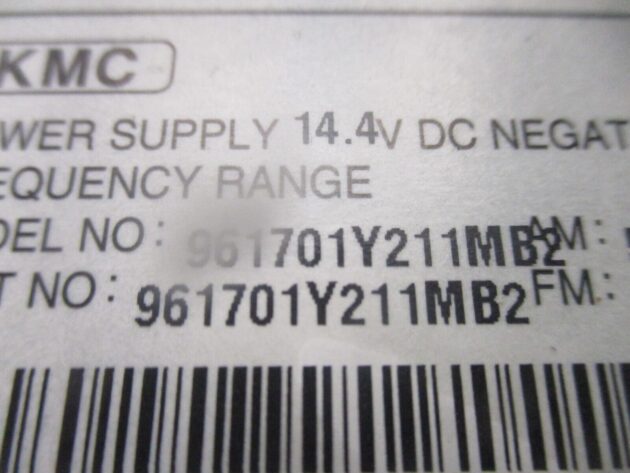 KMC
WER SUPPLY 14.4V DC NEGAT
EQUENCY RANGE
DEL NO: 961701Y211MB2 AM:
T NO: 961701Y211MB2 FM: